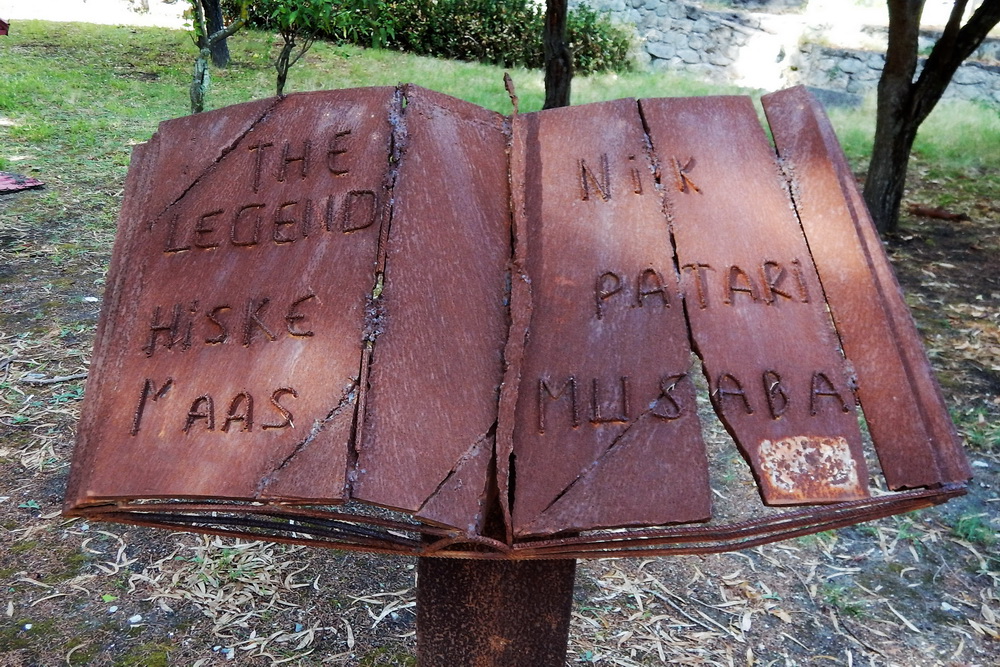 THE
LEGEND
HiSKE
MAAS
NiK
PATARi
MUSABA